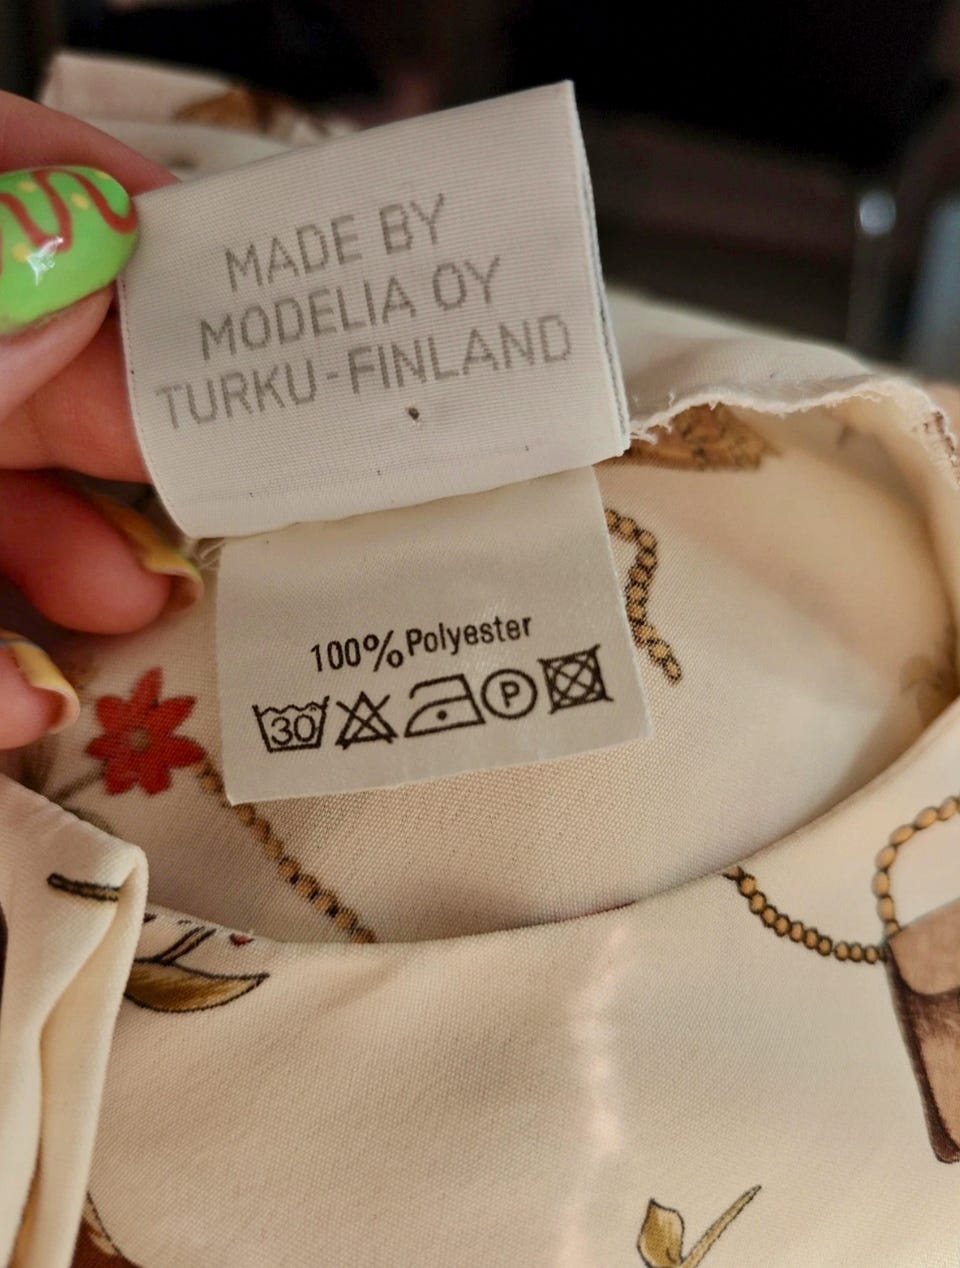 MADE BY
MODELIA OY
TURKU-FINLAND
100% Polyester
30 P